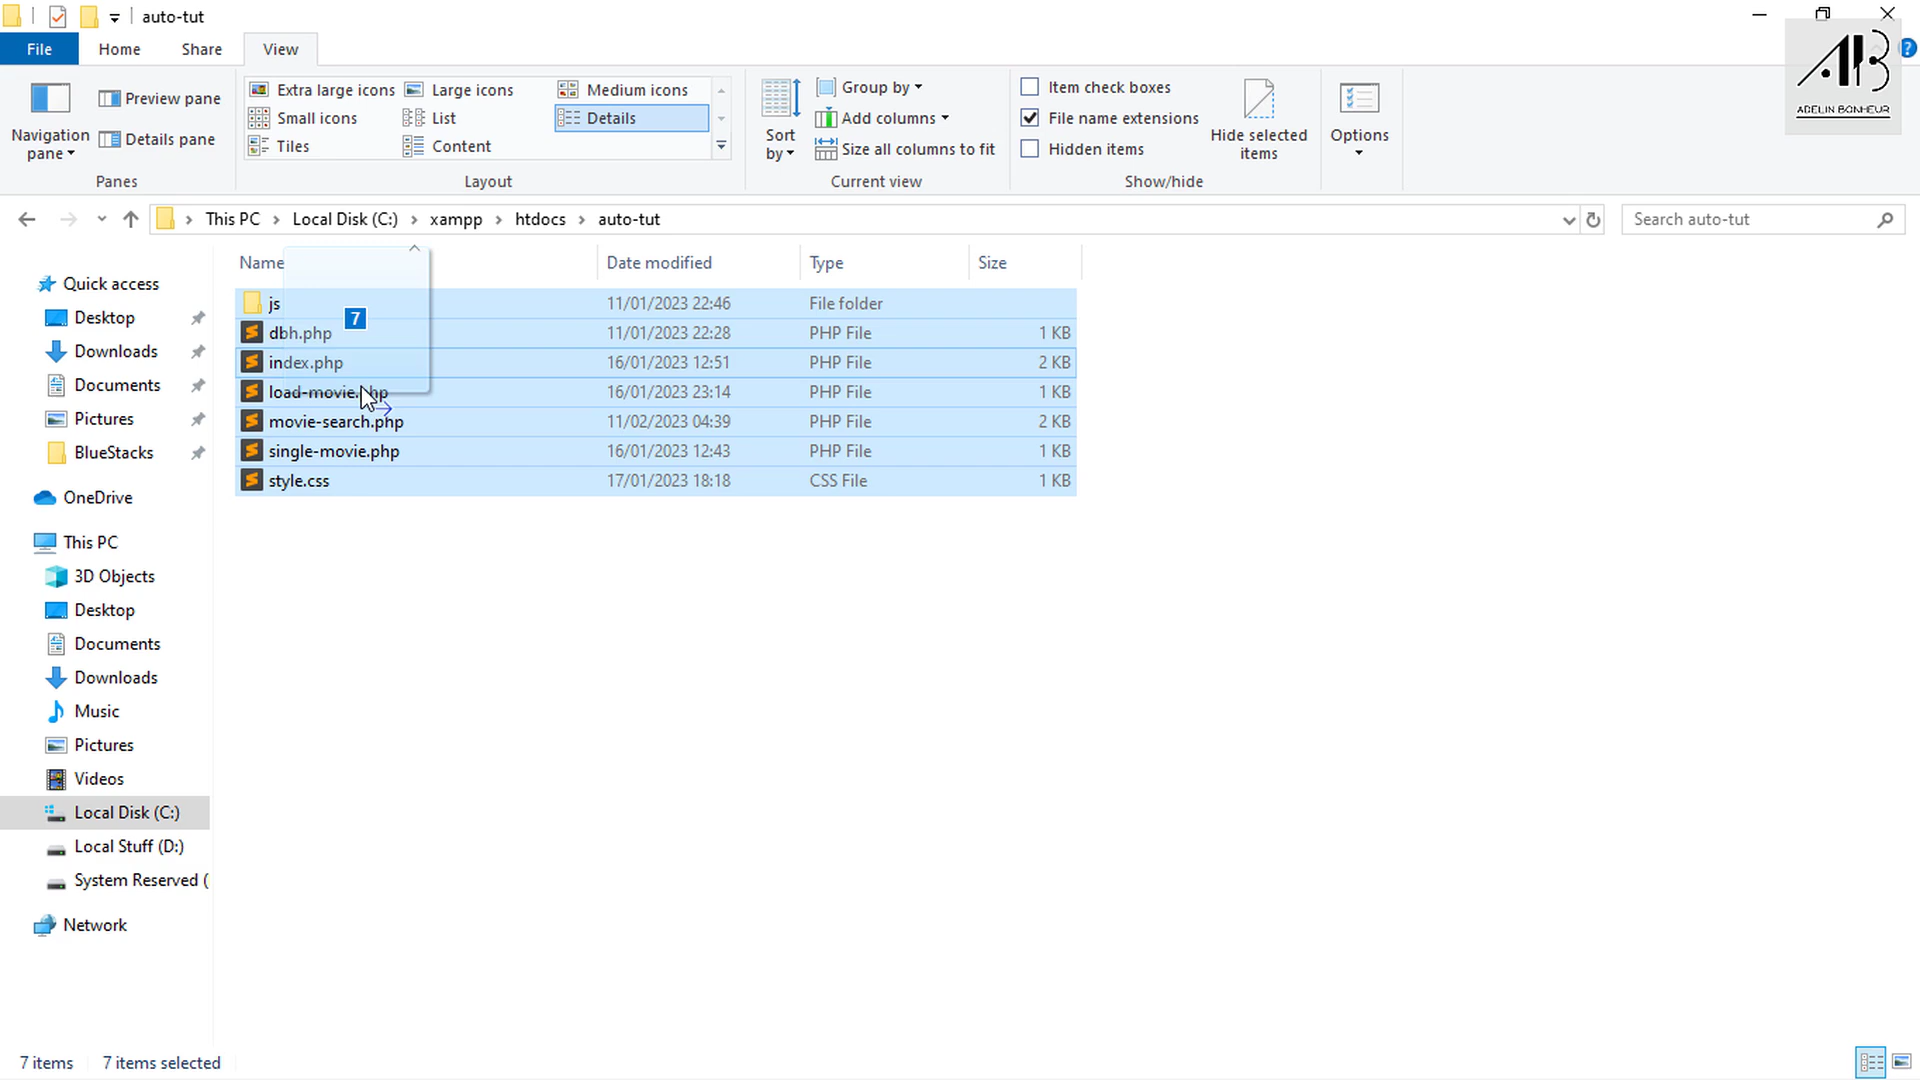 auto-tut
File Home Share View
Navigation pane
Preview pane
Details pane
Panes
Extra large icons Large icons Medium icons
Small icons List Details
Tiles Content
Layout
Sort by
Group by
Add columns
Size all columns to fit
Current view
Item check boxes
File name extensions
Hidden items
Hide selected items
Show/hide
Options
ADELIN BONHEUR
This PC Local Disk (C:) xampp htdocs auto-tut
Search auto-tut
Name Date modified Type Size
js 11/01/2023 22:46 File folder
dbh.php 11/01/2023 22:28 PHP File 1 KB
index.php 16/01/2023 12:51 PHP File 2 KB
load-movie.php 16/01/2023 23:14 PHP File 1 KB
movie-search.php 11/02/2023 04:39 PHP File 2 KB
single-movie.php 16/01/2023 12:43 PHP File 1 KB
style.css 17/01/2023 18:18 CSS File 1 KB
7
Quick access
Desktop
Downloads
Documents
Pictures
BlueStacks
OneDrive
This PC
3D Objects
Desktop
Documents
Downloads
Music
Pictures
Videos
Local Disk (C:)
Local Stuff (D:)
System Reserved (
Network
7 items 7 items selected